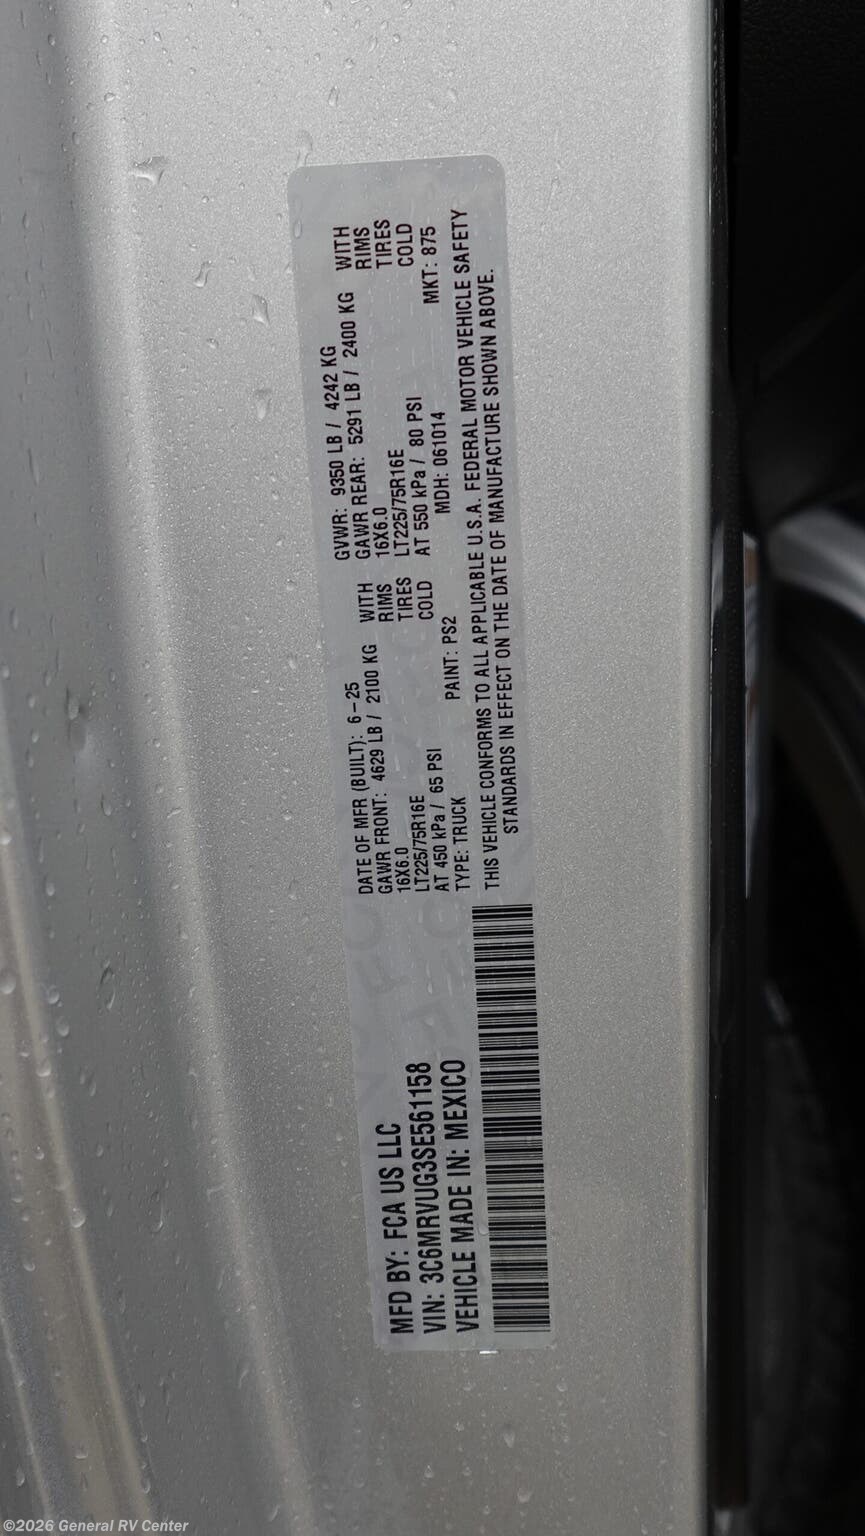 MFD BY: FCA US LLC
VIN: 3C6MRVUG3SE561158
VEHICLE MADE IN: MEXICO
DATE OF MFR (BUILT): 6-25 GVWR: 9350 LB / 4242 KG
GAWR FRONT: 4629 LB / 2100 KG WITH GAWR REAR: 5291 LB / 2400 KG WITH
16X6.0 RIMS 16X6.0 RIMS
LT225/75R16E TIRES LT225/75R16E TIRES
AT 450 kPa / 65 PSI COLD AT 550 kPa / 80 PSI COLD
TYPE: TRUCK PAINT: PS2 MDH: 061014 MKT: 875
THIS VEHICLE CONFORMS TO ALL APPLICABLE U.S.A. FEDERAL MOTOR VEHICLE SAFETY
STANDARDS IN EFFECT ON THE DATE OF MANUFACTURE SHOWN ABOVE.
©2026 General RV Center